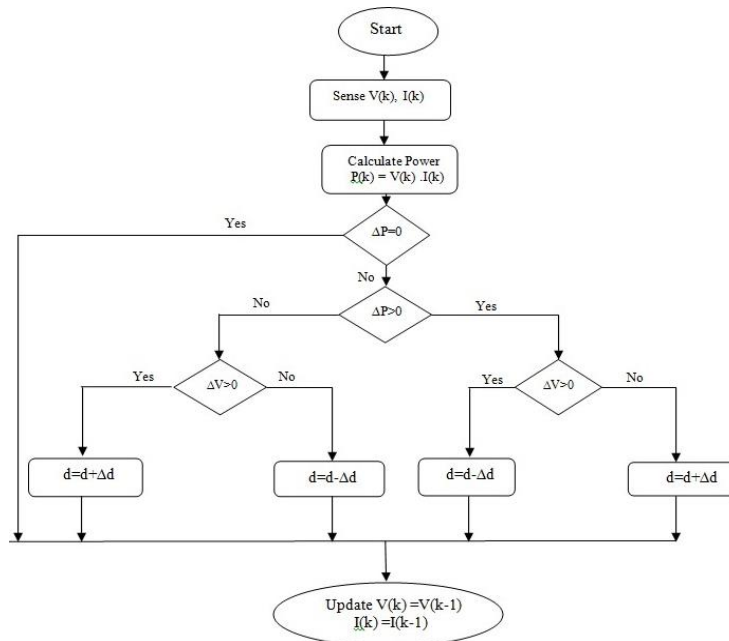 Start
Sense V(k), I(k)
Calculate Power
P(k) = V(k) .I(k)
Yes
ΔP=0
No
No
ΔP>0
Yes
Yes
ΔV>0
No
Yes
ΔV>0
No
d=d+Δd
d=d-Δd
d=d-Δd
d=d+Δd
Update V(k) =V(k-1)
I(k) =I(k-1)